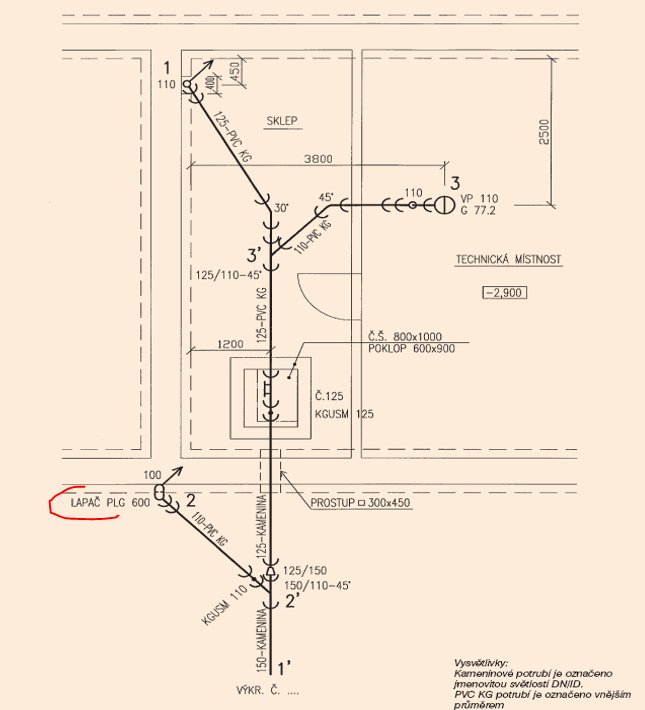 1
110
400
450
125-PVC KG
SKLEP
2500
3800
30°
45°
110
3
VP 110
G 77.2
110-PVC KG
3'
125/110-45°
TECHNICKÁ MÍSTNOST
-2,900
125-PVC KG
1200
Č.Š. 800x1000
POKLOP 600x900
Č.125
KGUSM 125
100
LAPAČ PLG 600
2
PROSTUP □ 300x450
110-PVC KG
125-KAMENINA
125/150
150/110-45°
KGUSM 110
2'
150-KAMENINA
1'
VÝKR. Č. ....
Vysvětlivky:
Kameninové potrubí je označeno
jmenovitou světlostí DN/ID.
PVC KG potrubí je označeno vnějším
průměrem